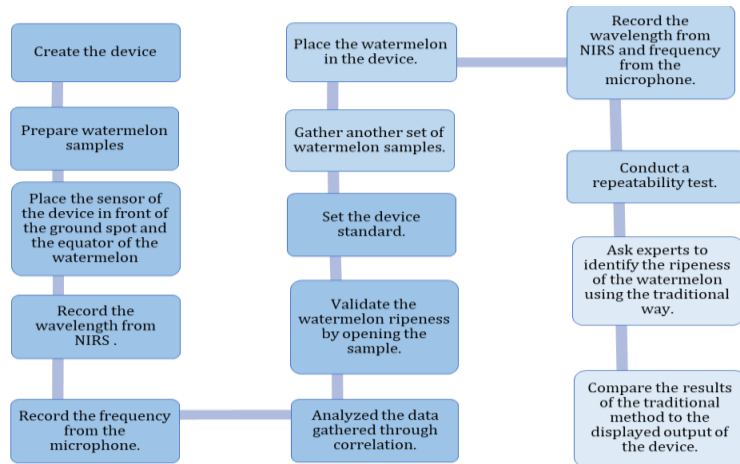 Create the device
Prepare watermelon
samples
Place the sensor of
the device in front of
the ground spot and
the equator of the
watermelon
Record the
wavelength from
NIRS .
Record the frequency
from the
microphone.
Analyzed the data
gathered through
correlation.
Validate the
watermelon ripeness
by opening the
sample.
Set the device
standard.
Gather another set of
watermelon samples.
Place the watermelon
in the device.
Record the
wavelength from
NIRS and frequency
from the
microphone.
Conduct a
repeatability test.
Ask experts to
identify the ripeness
of the watermelon
using the traditional
way.
Compare the results
of the traditional
method to the
displayed output of
the device.